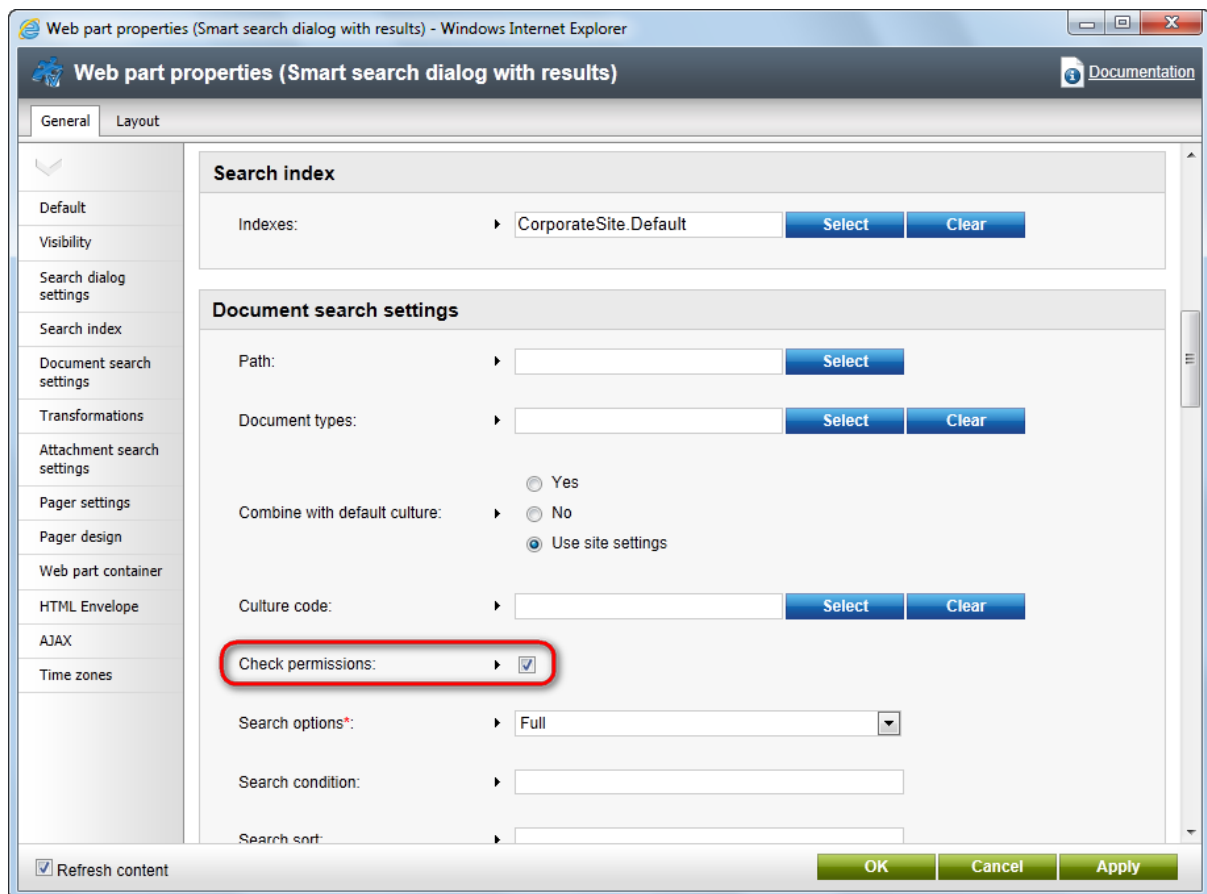 Web part properties (Smart search dialog with results) - Windows Internet Explorer
Web part properties (Smart search dialog with results)
Documentation
General Layout
Default
Visibility
Search dialog
settings
Search index
Document search
settings
Transformations
Attachment search
settings
Pager settings
Pager design
Web part container
HTML Envelope
AJAX
Time zones
Search index
Indexes: CorporateSite.Default Select Clear
Document search settings
Path: Select
Document types: Select Clear
Yes
Combine with default culture: No
Use site settings
Culture code: Select Clear
Check permissions:
Search options*: Full
Search condition:
Search sort:
Refresh content OK Cancel Apply